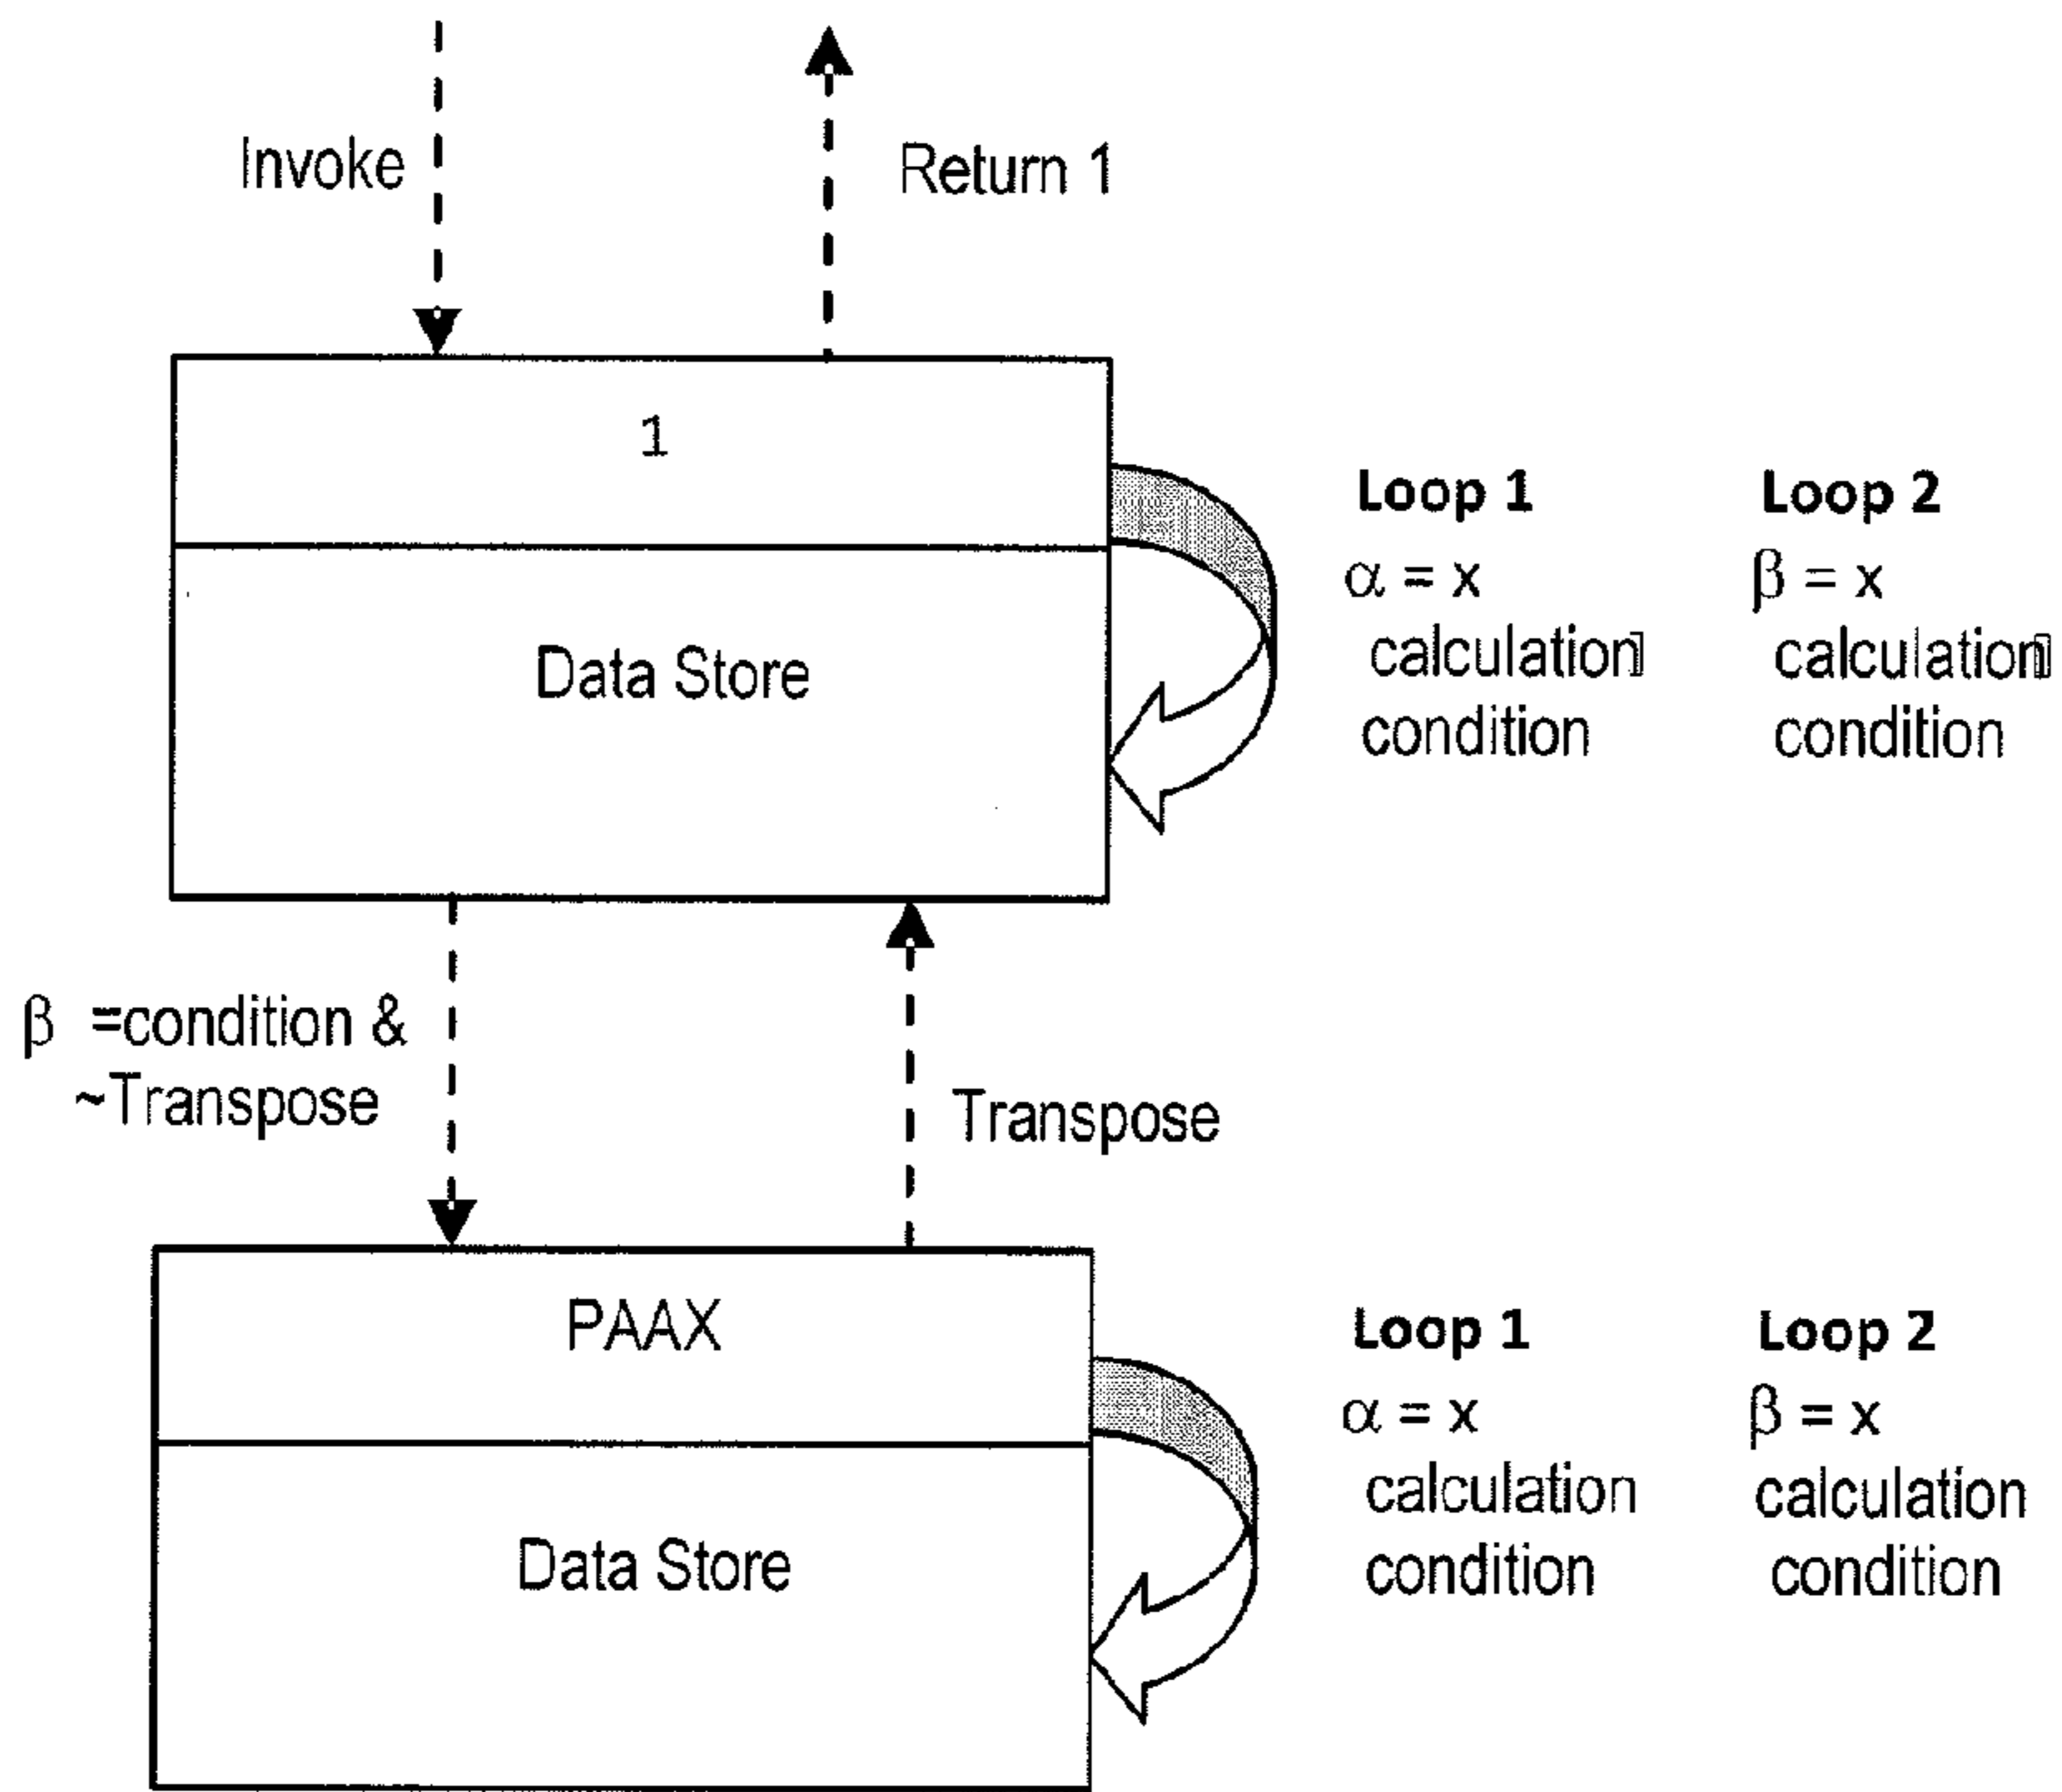 Invoke
Return 1
1
Data Store
Loop 1
α = x
calculation
condition
Loop 2
β = x
calculation
condition
β =condition &
~Transpose
Transpose
PAAX
Data Store
Loop 1
α = x
calculation
condition
Loop 2
β = x
calculation
condition